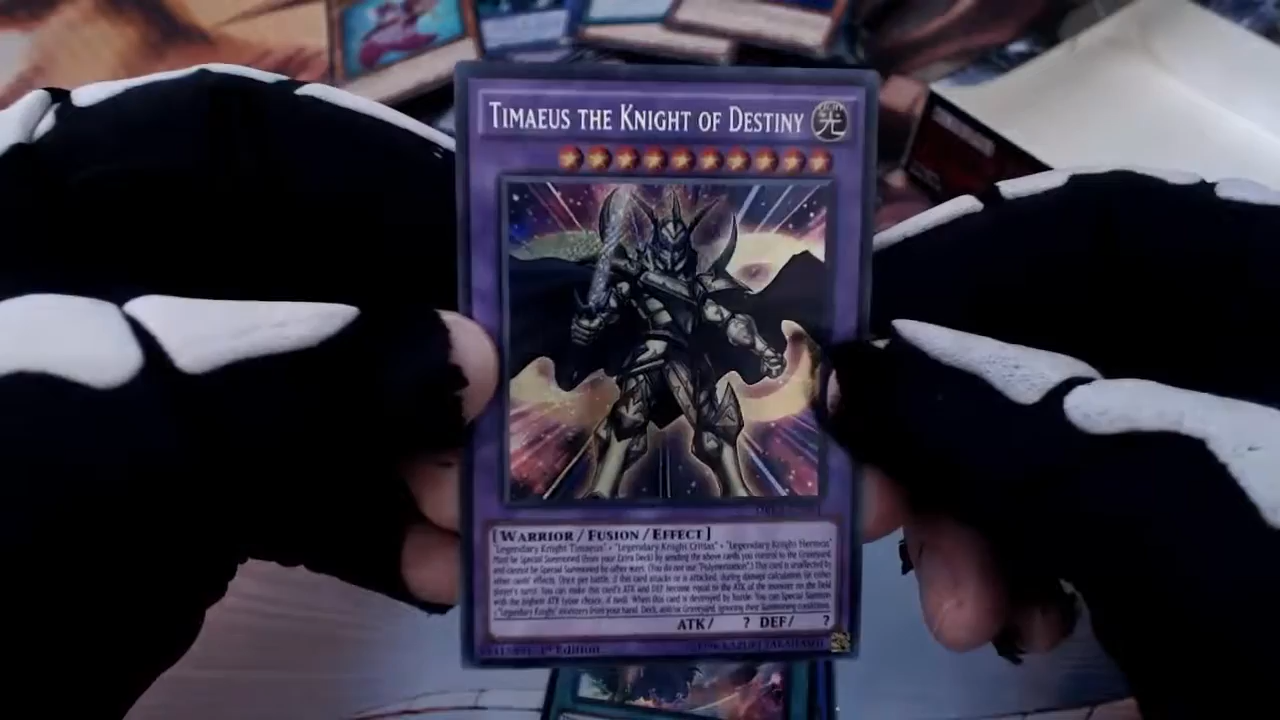 TIMAEUS THE KNIGHT OF DESTINY
光
[WARRIOR/FUSION/EFFECT]
"Legendary Knight Timaeus" + "Legendary Knight Critias" + "Legendary Knight Hermos"
Must be Special Summoned (from your Extra Deck) by sending the above cards you control to the Graveyard,
and cannot be Special Summoned by other ways. (You do not use "Polymerization".) This card is unaffected by
other cards' effects. Once per battle, if this card attacks or is attacked, during damage calculation (in either
player's turn): You can make this card's ATK and DEF become equal to the ATK of the monster on the field
with the highest ATK (your choice, if tied). When this card is destroyed by battle: You can Special Summon
"Legendary Knight" monsters from your hand, Deck, and/or Graveyard, ignoring their Summoning conditions.
ATK/ ? DEF/ ?
1st Edition
KAZUKI TAKAHASHI